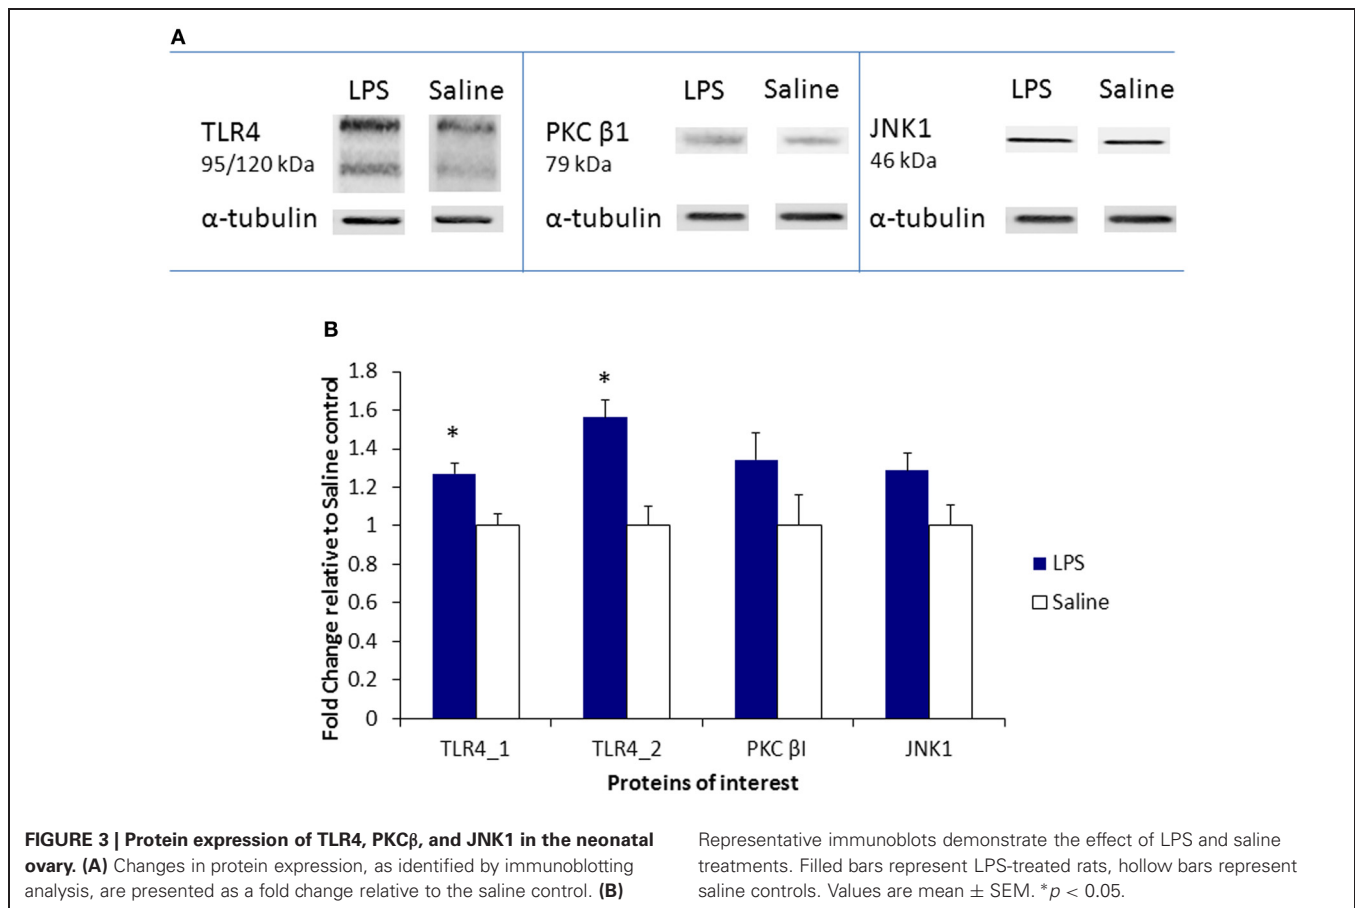 A
LPS Saline
TLR4
95/120 kDa
α-tubulin
LPS Saline
PKC β1
79 kDa
α-tubulin
LPS Saline
JNK1
46 kDa
α-tubulin
B
Fold Change relative to Saline control
1.8
1.6
1.4
1.2
1
0.8
0.6
0.4
0.2
0
*
*
LPS
Saline
TLR4_1 TLR4_2 PKC βI JNK1
Proteins of interest
FIGURE 3 | Protein expression of TLR4, PKCβ, and JNK1 in the neonatal
ovary. (A) Changes in protein expression, as identified by immunoblotting
analysis, are presented as a fold change relative to the saline control. (B)
Representative immunoblots demonstrate the effect of LPS and saline
treatments. Filled bars represent LPS-treated rats, hollow bars represent
saline controls. Values are mean ± SEM. *p < 0.05.